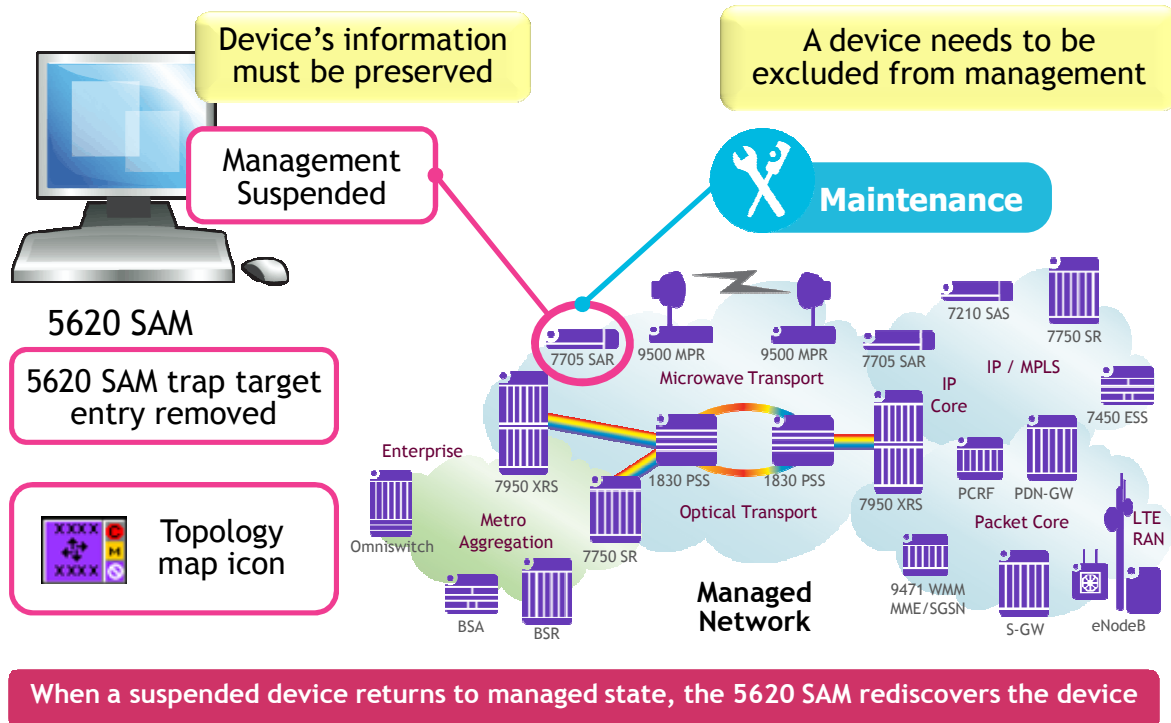 Device's information
must be preserved
A device needs to be
excluded from management
Management
Suspended
Maintenance
5620 SAM
5620 SAM trap target
entry removed
XXXX
C
M
XXXX
Topology
map icon
7705 SAR
9500 MPR
9500 MPR
Microwave Transport
7705 SAR
7210 SAS
7750 SR
IP / MPLS
IP
Core
7450 ESS
Enterprise
7950 XRS
1830 PSS
1830 PSS
7950 XRS
PCRF
PDN-GW
Omniswitch
Metro
Aggregation
7750 SR
Optical Transport
Packet Core
LTE
RAN
BSA
BSR
Managed
Network
9471 WMM
MME/SGSN
S-GW
eNodeB
When a suspended device returns to managed state, the 5620 SAM rediscovers the device